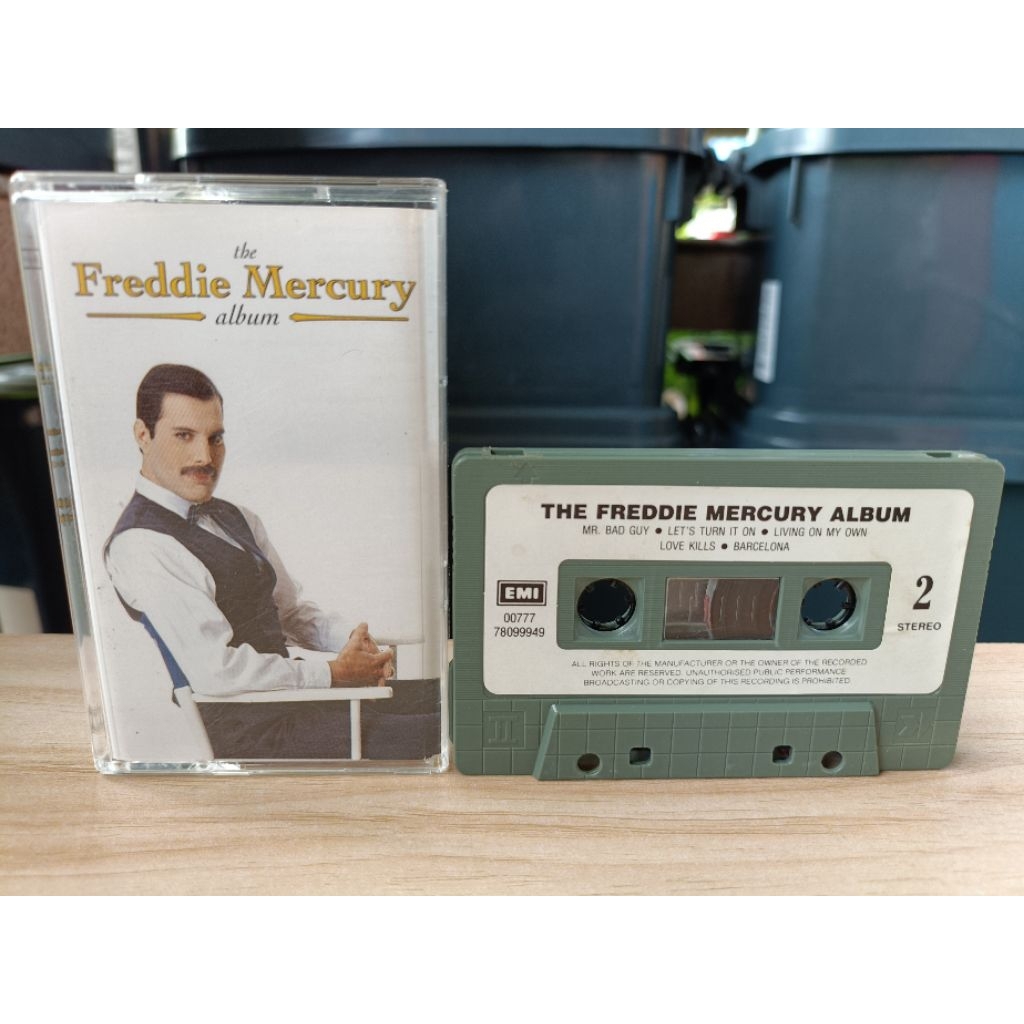 the
Freddie Mercury
album
THE FREDDIE MERCURY ALBUM
MR. BAD GUY ● LET'S TURN IT ON ● LIVING ON MY OWN
LOVE KILLS ● BARCELONA
EMI
00777
78099949
2
STEREO
ALL RIGHTS OF THE MANUFACTURER OR THE OWNER OF THE RECORDED
WORK ARE RESERVED. UNAUTHORISED PUBLIC PERFORMANCE
BROADCASTING OR COPYING OF THIS RECORDING IS PROHIBITED